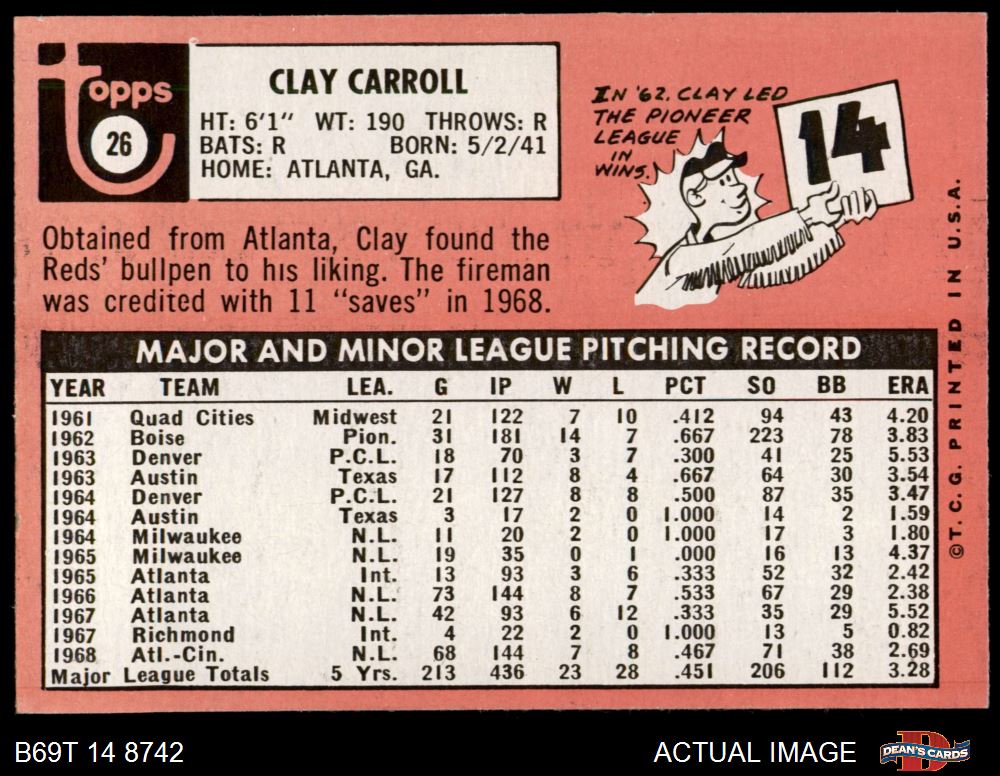 topps
26
CLAY CARROLL
HT: 6'1" WT: 190 THROWS: R
BATS: R BORN: 5/2/41
HOME: ATLANTA, GA.
IN '62, CLAY LED
THE PIONEER
LEAGUE
IN
WINS.
14
Obtained from Atlanta, Clay found the
Reds' bullpen to his liking. The fireman
was credited with 11 "saves" in 1968.
MAJOR AND MINOR LEAGUE PITCHING RECORD
YEAR TEAM LEA. G IP W L PCT SO BB ERA
1961 Quad Cities Midwest 21 122 7 10 .412 94 43 4.20
1962 Boise Pion. 31 181 14 7 .667 223 78 3.83
1963 Denver P.C.L. 18 70 3 7 .300 41 25 5.53
1963 Austin Texas 17 112 8 4 .667 64 30 3.54
1964 Denver P.C.L. 21 127 8 8 .500 87 35 3.47
1964 Austin Texas 3 17 2 0 1.000 14 2 1.59
1964 Milwaukee N.L. 11 20 2 0 1.000 17 3 1.80
1965 Milwaukee N.L. 19 35 0 1 .000 16 13 4.37
1965 Atlanta Int. 13 93 3 6 .333 52 32 2.42
1966 Atlanta N.L. 73 144 8 7 .533 67 29 2.38
1967 Atlanta N.L. 42 93 6 12 .333 35 29 5.52
1967 Richmond Int. 4 22 2 0 1.000 13 5 0.82
1968 Atl.-Cin. N.L. 68 144 7 8 .467 71 38 2.69
Major League Totals 5 Yrs. 213 436 23 28 .451 206 112 3.28
©T.C.G. PRINTED IN U.S.A.
B69T 14 8742
ACTUAL IMAGE
D
DEAN'S CARDS